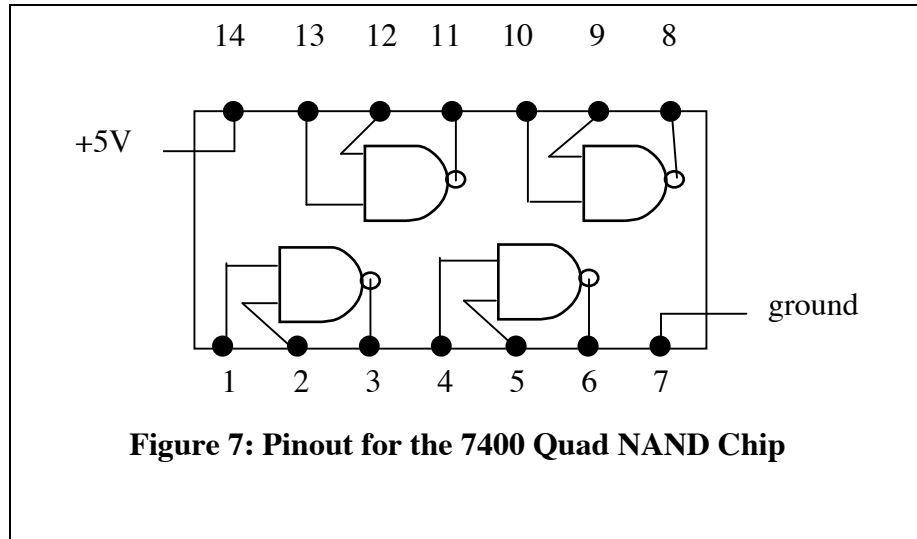 14 13 12 11 10 9 8
+5V
ground
1 2 3 4 5 6 7
Figure 7: Pinout for the 7400 Quad NAND Chip